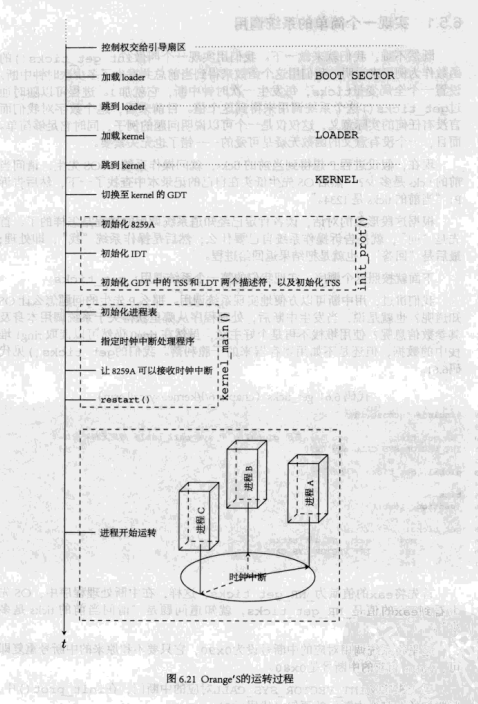 控制权交给引导扇区
加载 loader
BOOT SECTOR
跳到 loader
加载 kernel
LOADER
跳到 kernel
KERNEL
切换至 kernel 的 GDT
初始化 8259A
初始化 IDT
初始化 GDT 中的 TSS 和 LDT 两个描述符，以及初始化 TSS
init_prot()
初始化进程表
指定时钟中断处理程序
让 8259A 可以接收时钟中断
restart()
kernel_main()
进程 B
进程 A
进程 C
进程开始运转
时钟中断
t
图 6.21 Orange'S的运转过程